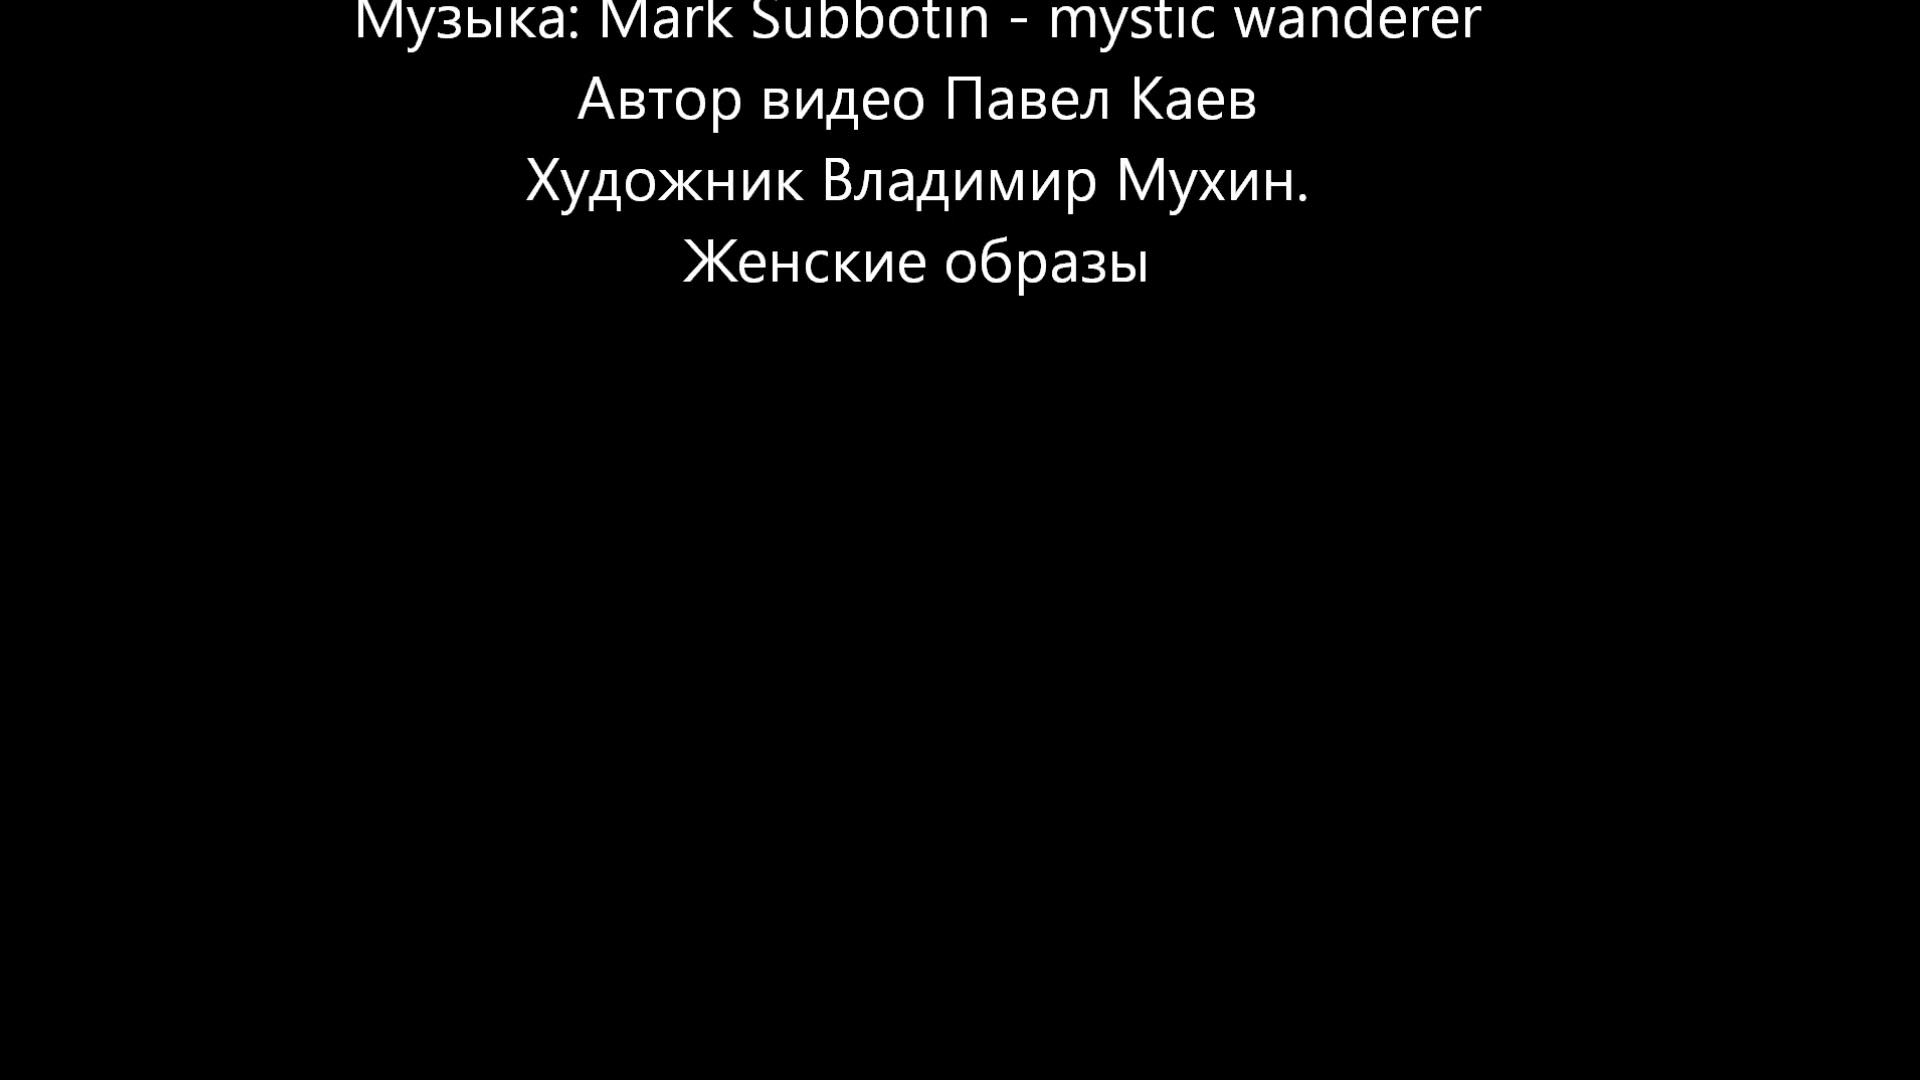 Музыка: Mark Subbotin - mystic wanderer
Автор видео Павел Каев
Художник Владимир Мухин.
Женские образы